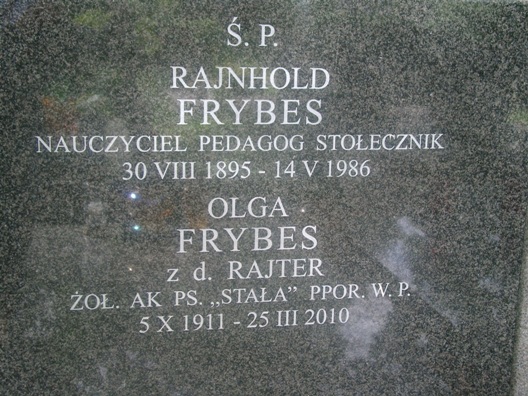 Ś. P.
RAJNHOLD
FRYBES
NAUCZYCIEL PEDAGOG STOŁECZNIK
30 VIII 1895 - 14 V 1986
OLGA
FRYBES
z d. RAJTER
ŻOŁ. AK PS. „STAŁA” PPOR. W. P.
5 X 1911 - 25 III 2010